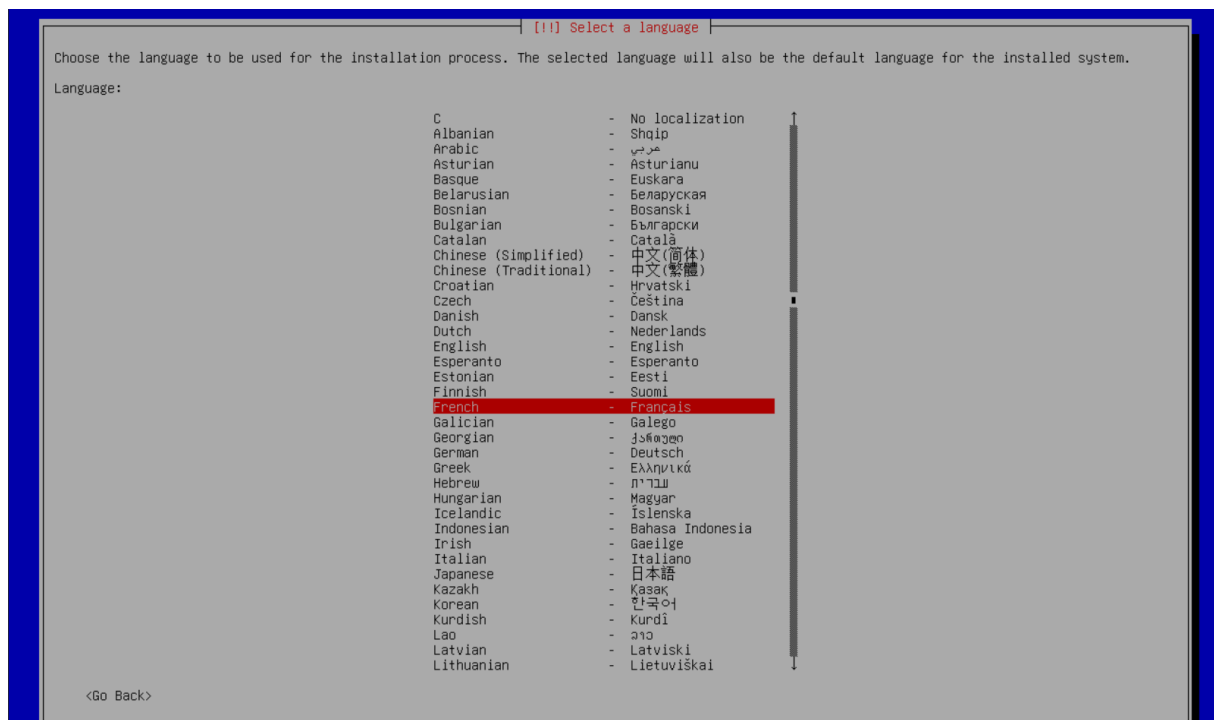 [!!] Select a language
Choose the language to be used for the installation process. The selected language will also be the default language for the installed system.
Language:
C - No localization
Albanian - Shqip
Arabic - عربي
Asturian - Asturianu
Basque - Euskara
Belarusian - Беларуская
Bosnian - Bosanski
Bulgarian - Български
Catalan - Català
Chinese (Simplified) - 中文(简体)
Chinese (Traditional) - 中文(繁體)
Croatian - Hrvatski
Czech - Čeština
Danish - Dansk
Dutch - Nederlands
English - English
Esperanto - Esperanto
Estonian - Eesti
Finnish - Suomi
French - Français
Galician - Galego
Georgian - ქართული
German - Deutsch
Greek - Ελληνικά
Hebrew - עברית
Hungarian - Magyar
Icelandic - Íslenska
Indonesian - Bahasa Indonesia
Irish - Gaeilge
Italian - Italiano
Japanese - 日本語
Kazakh - Қазақ
Korean - 한국어
Kurdish - Kurdî
Lao - ລາວ
Latvian - Latviski
Lithuanian - Lietuviškai
<Go Back>